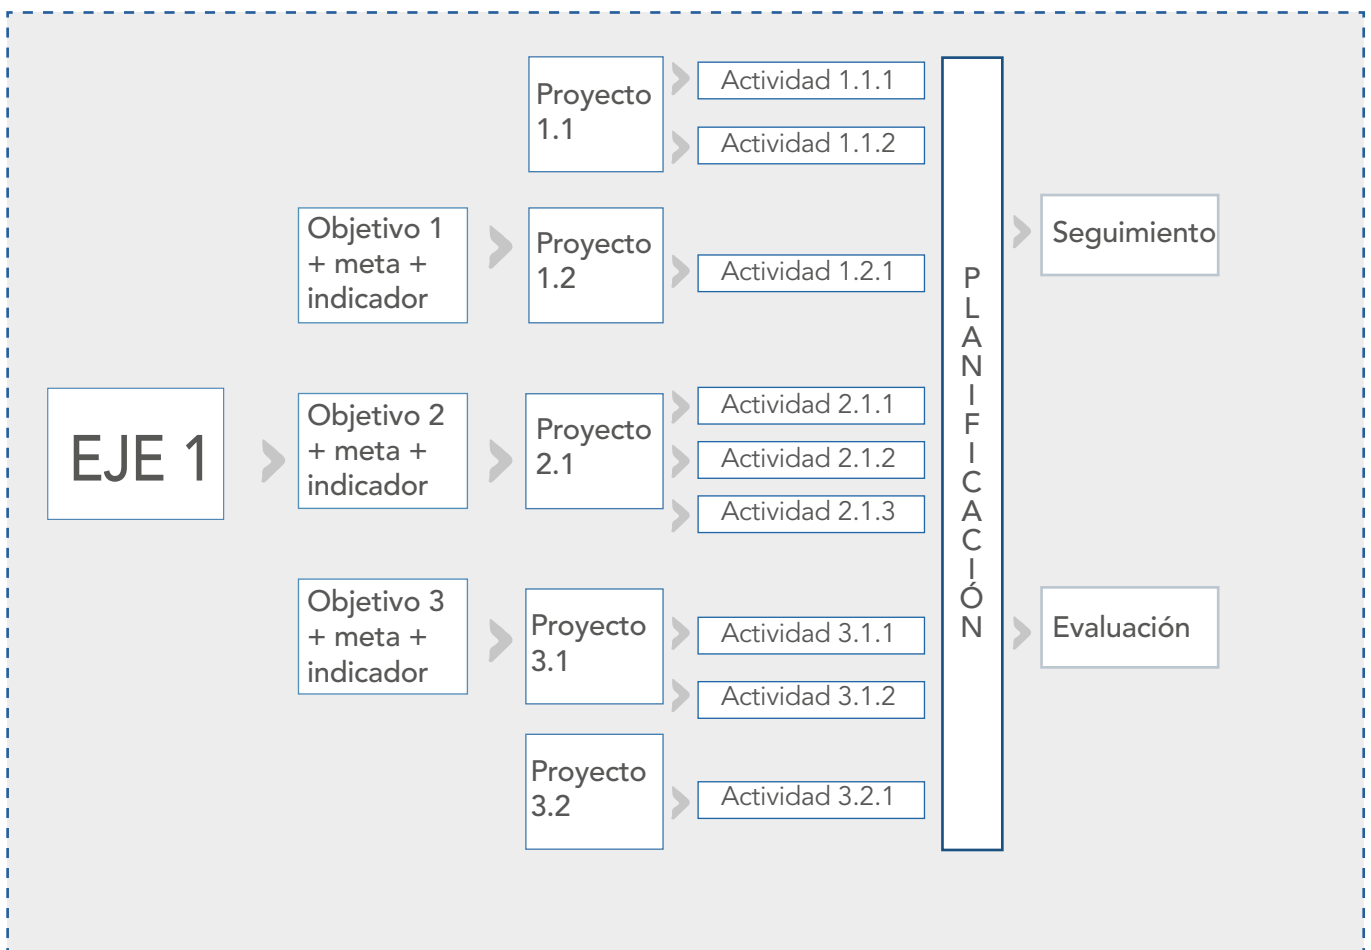 EJE 1
Objetivo 1
+ meta +
indicador
Objetivo 2
+ meta +
indicador
Objetivo 3
+ meta +
indicador
Proyecto
1.1
Proyecto
1.2
Proyecto
2.1
Proyecto
3.1
Proyecto
3.2
Actividad 1.1.1
Actividad 1.1.2
Actividad 1.2.1
Actividad 2.1.1
Actividad 2.1.2
Actividad 2.1.3
Actividad 3.1.1
Actividad 3.1.2
Actividad 3.2.1
P
L
A
N
I
F
I
C
A
C
I
Ó
N
Seguimiento
Evaluación